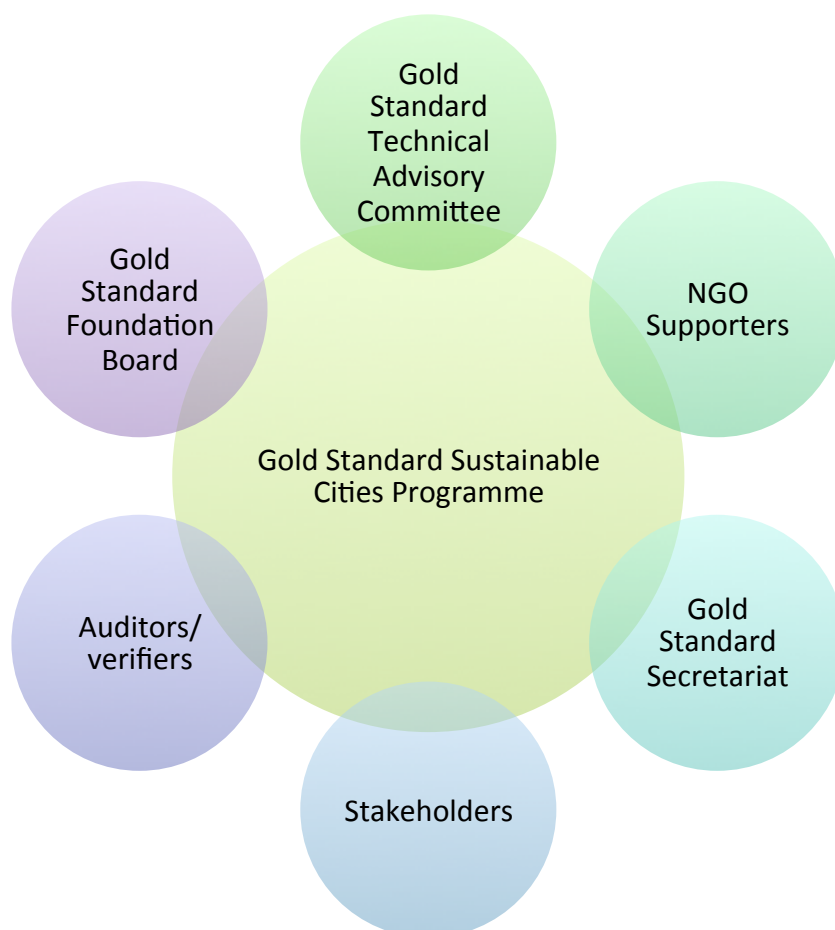 Gold
Standard
Technical
Advisory
Committee
Gold
Standard
Foundation
Board
NGO
Supporters
Gold Standard Sustainable
Cities Programme
Auditors/
verifiers
Gold
Standard
Secretariat
Stakeholders